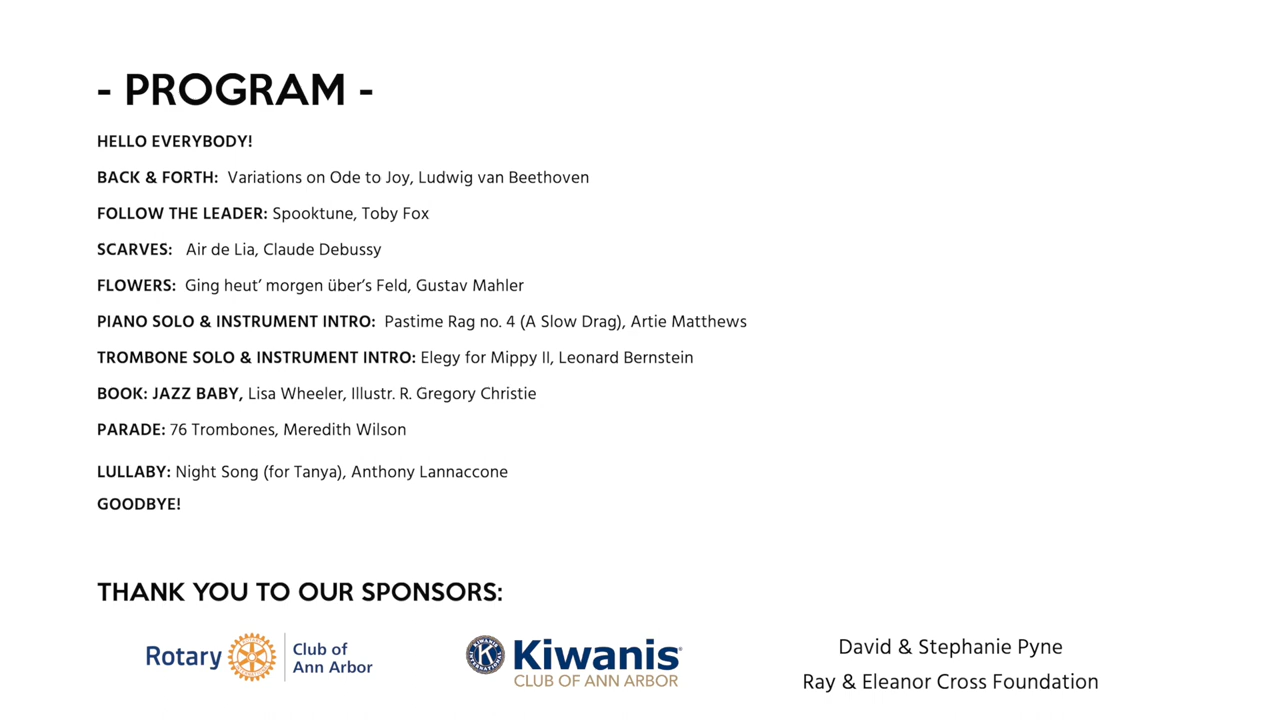 - PROGRAM -
HELLO EVERYBODY!
BACK & FORTH: Variations on Ode to Joy, Ludwig van Beethoven
FOLLOW THE LEADER: Spooktune, Toby Fox
SCARVES: Air de Lia, Claude Debussy
FLOWERS: Ging heut’ morgen über’s Feld, Gustav Mahler
PIANO SOLO & INSTRUMENT INTRO: Pastime Rag no. 4 (A Slow Drag), Artie Matthews
TROMBONE SOLO & INSTRUMENT INTRO: Elegy for Mippy II, Leonard Bernstein
BOOK: JAZZ BABY, Lisa Wheeler, Illustr. R. Gregory Christie
PARADE: 76 Trombones, Meredith Wilson
LULLABY: Night Song (for Tanya), Anthony Lannaccone
GOODBYE!
THANK YOU TO OUR SPONSORS:
Rotary
Club of
Ann Arbor
K
KIWANIS
INTERNATIONAL
Kiwanis
CLUB OF ANN ARBOR
David & Stephanie Pyne
Ray & Eleanor Cross Foundation